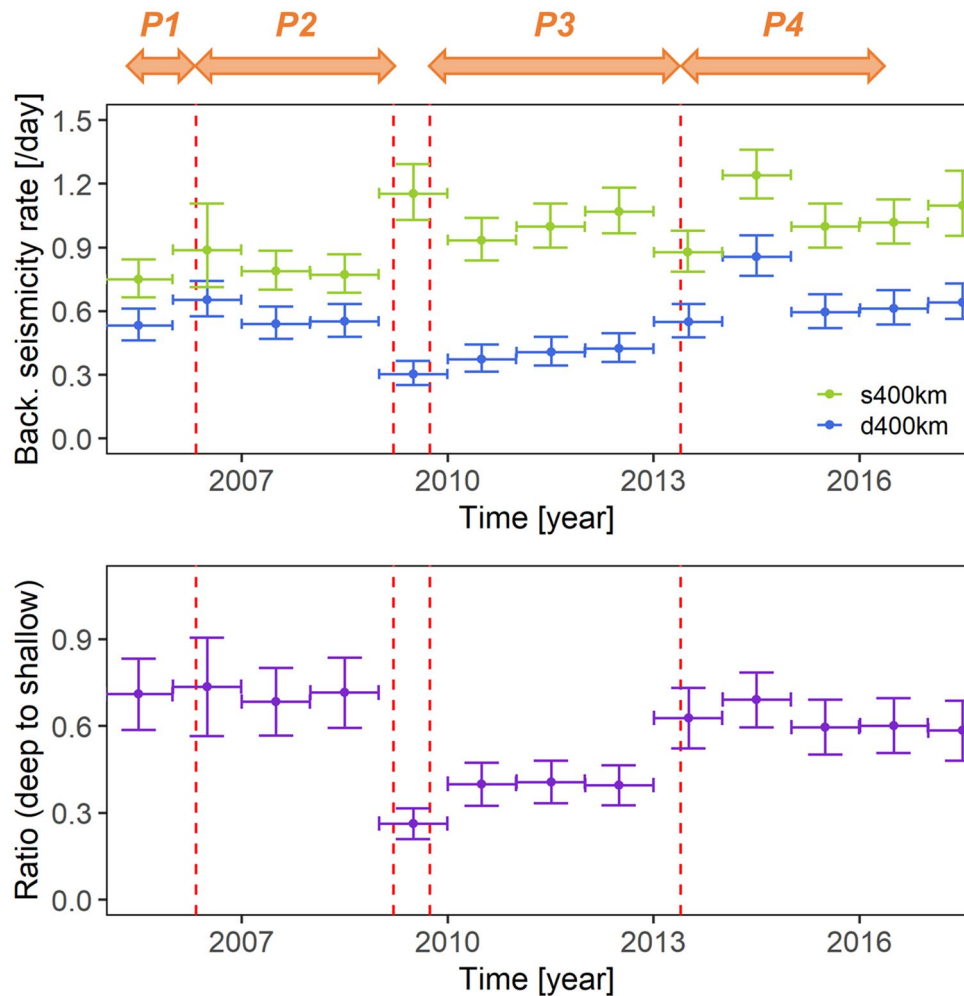 P1 P2 P3 P4
Back. seismicity rate [/day]
1.5
1.2
0.9
0.6
0.3
0.0
s400km
d400km
2007 2010 2013 2016
Time [year]
Ratio (deep to shallow)
0.9
0.6
0.3
0.0
2007 2010 2013 2016
Time [year]